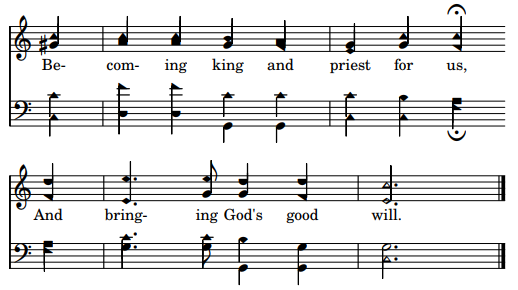 Be- com- ing king and priest for us,
And bring- ing God's good will.